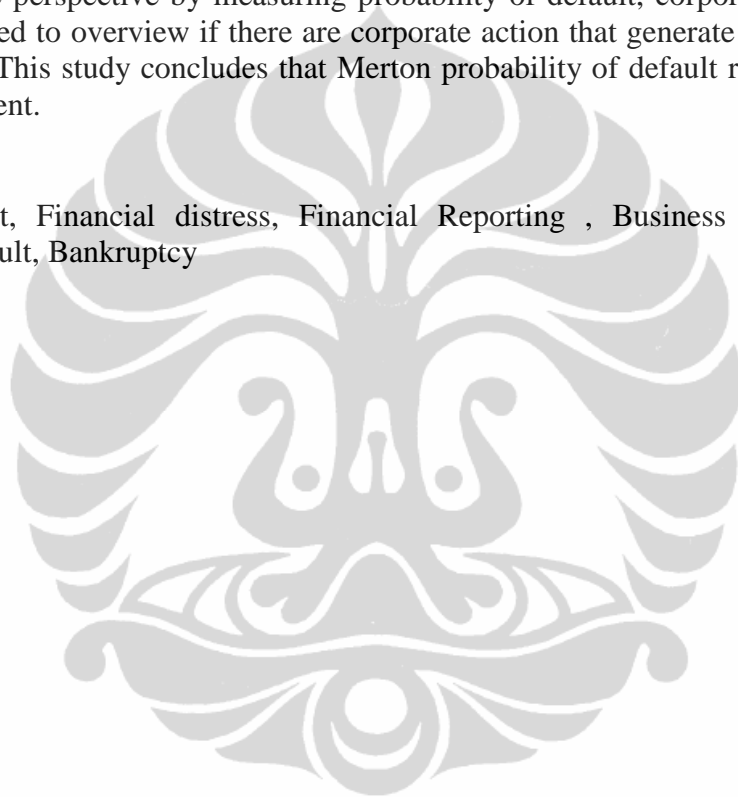 perspective by measuring probability of default, corpor
ed to overview if there are corporate action that generate
This study concludes that Merton probability of default r
ent.
t, Financial distress, Financial Reporting , Business
ult, Bankruptcy